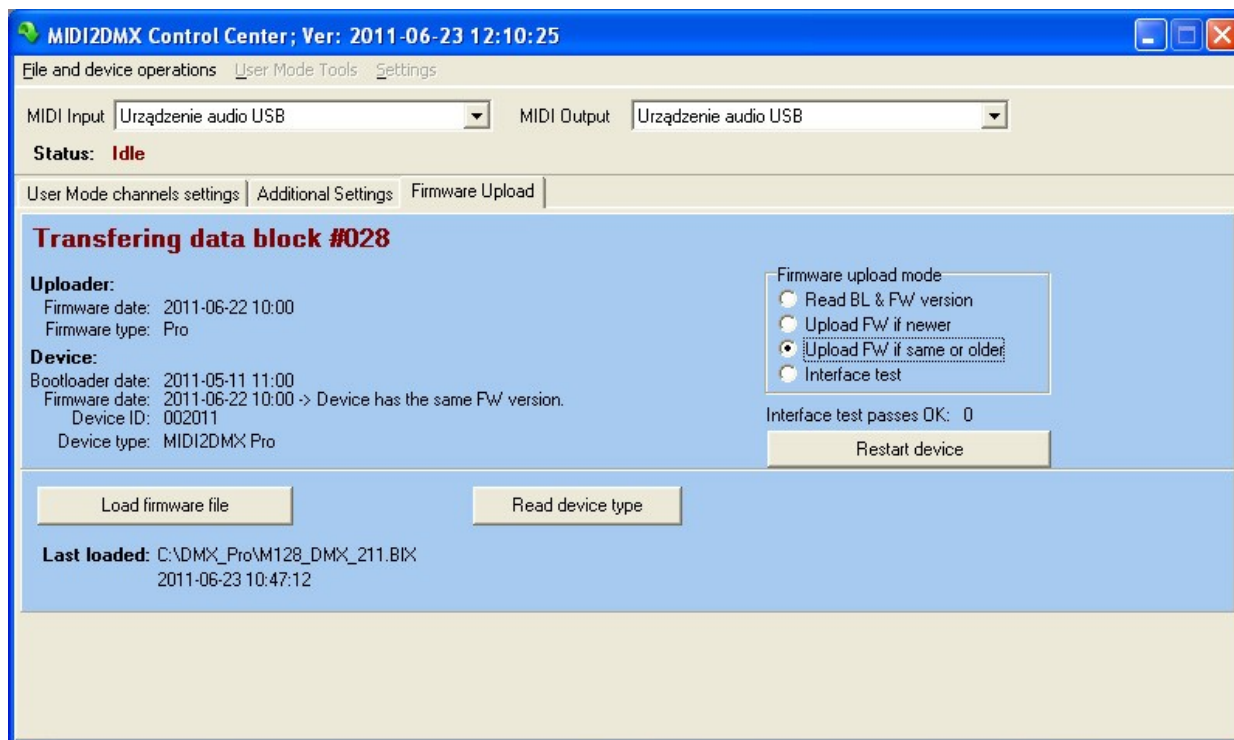 MIDI2DMX Control Center; Ver: 2011-06-23 12:10:25
File and device operations User Mode Tools Settings
MIDI Input Urządzenie audio USB MIDI Output Urządzenie audio USB
Status: Idle
User Mode channels settings Additional Settings Firmware Upload
Transfering data block #028
Uploader:
Firmware date: 2011-06-22 10:00
Firmware type: Pro
Device:
Bootloader date: 2011-05-11 11:00
Firmware date: 2011-06-22 10:00 -> Device has the same FW version.
Device ID: 002011
Device type: MIDI2DMX Pro
Firmware upload mode
Read BL & FW version
Upload FW if newer
Upload FW if same or older
Interface test
Interface test passes OK: 0
Restart device
Load firmware file Read device type
Last loaded: C:\DMX_Pro\M128_DMX_211.BIX
2011-06-23 10:47:12